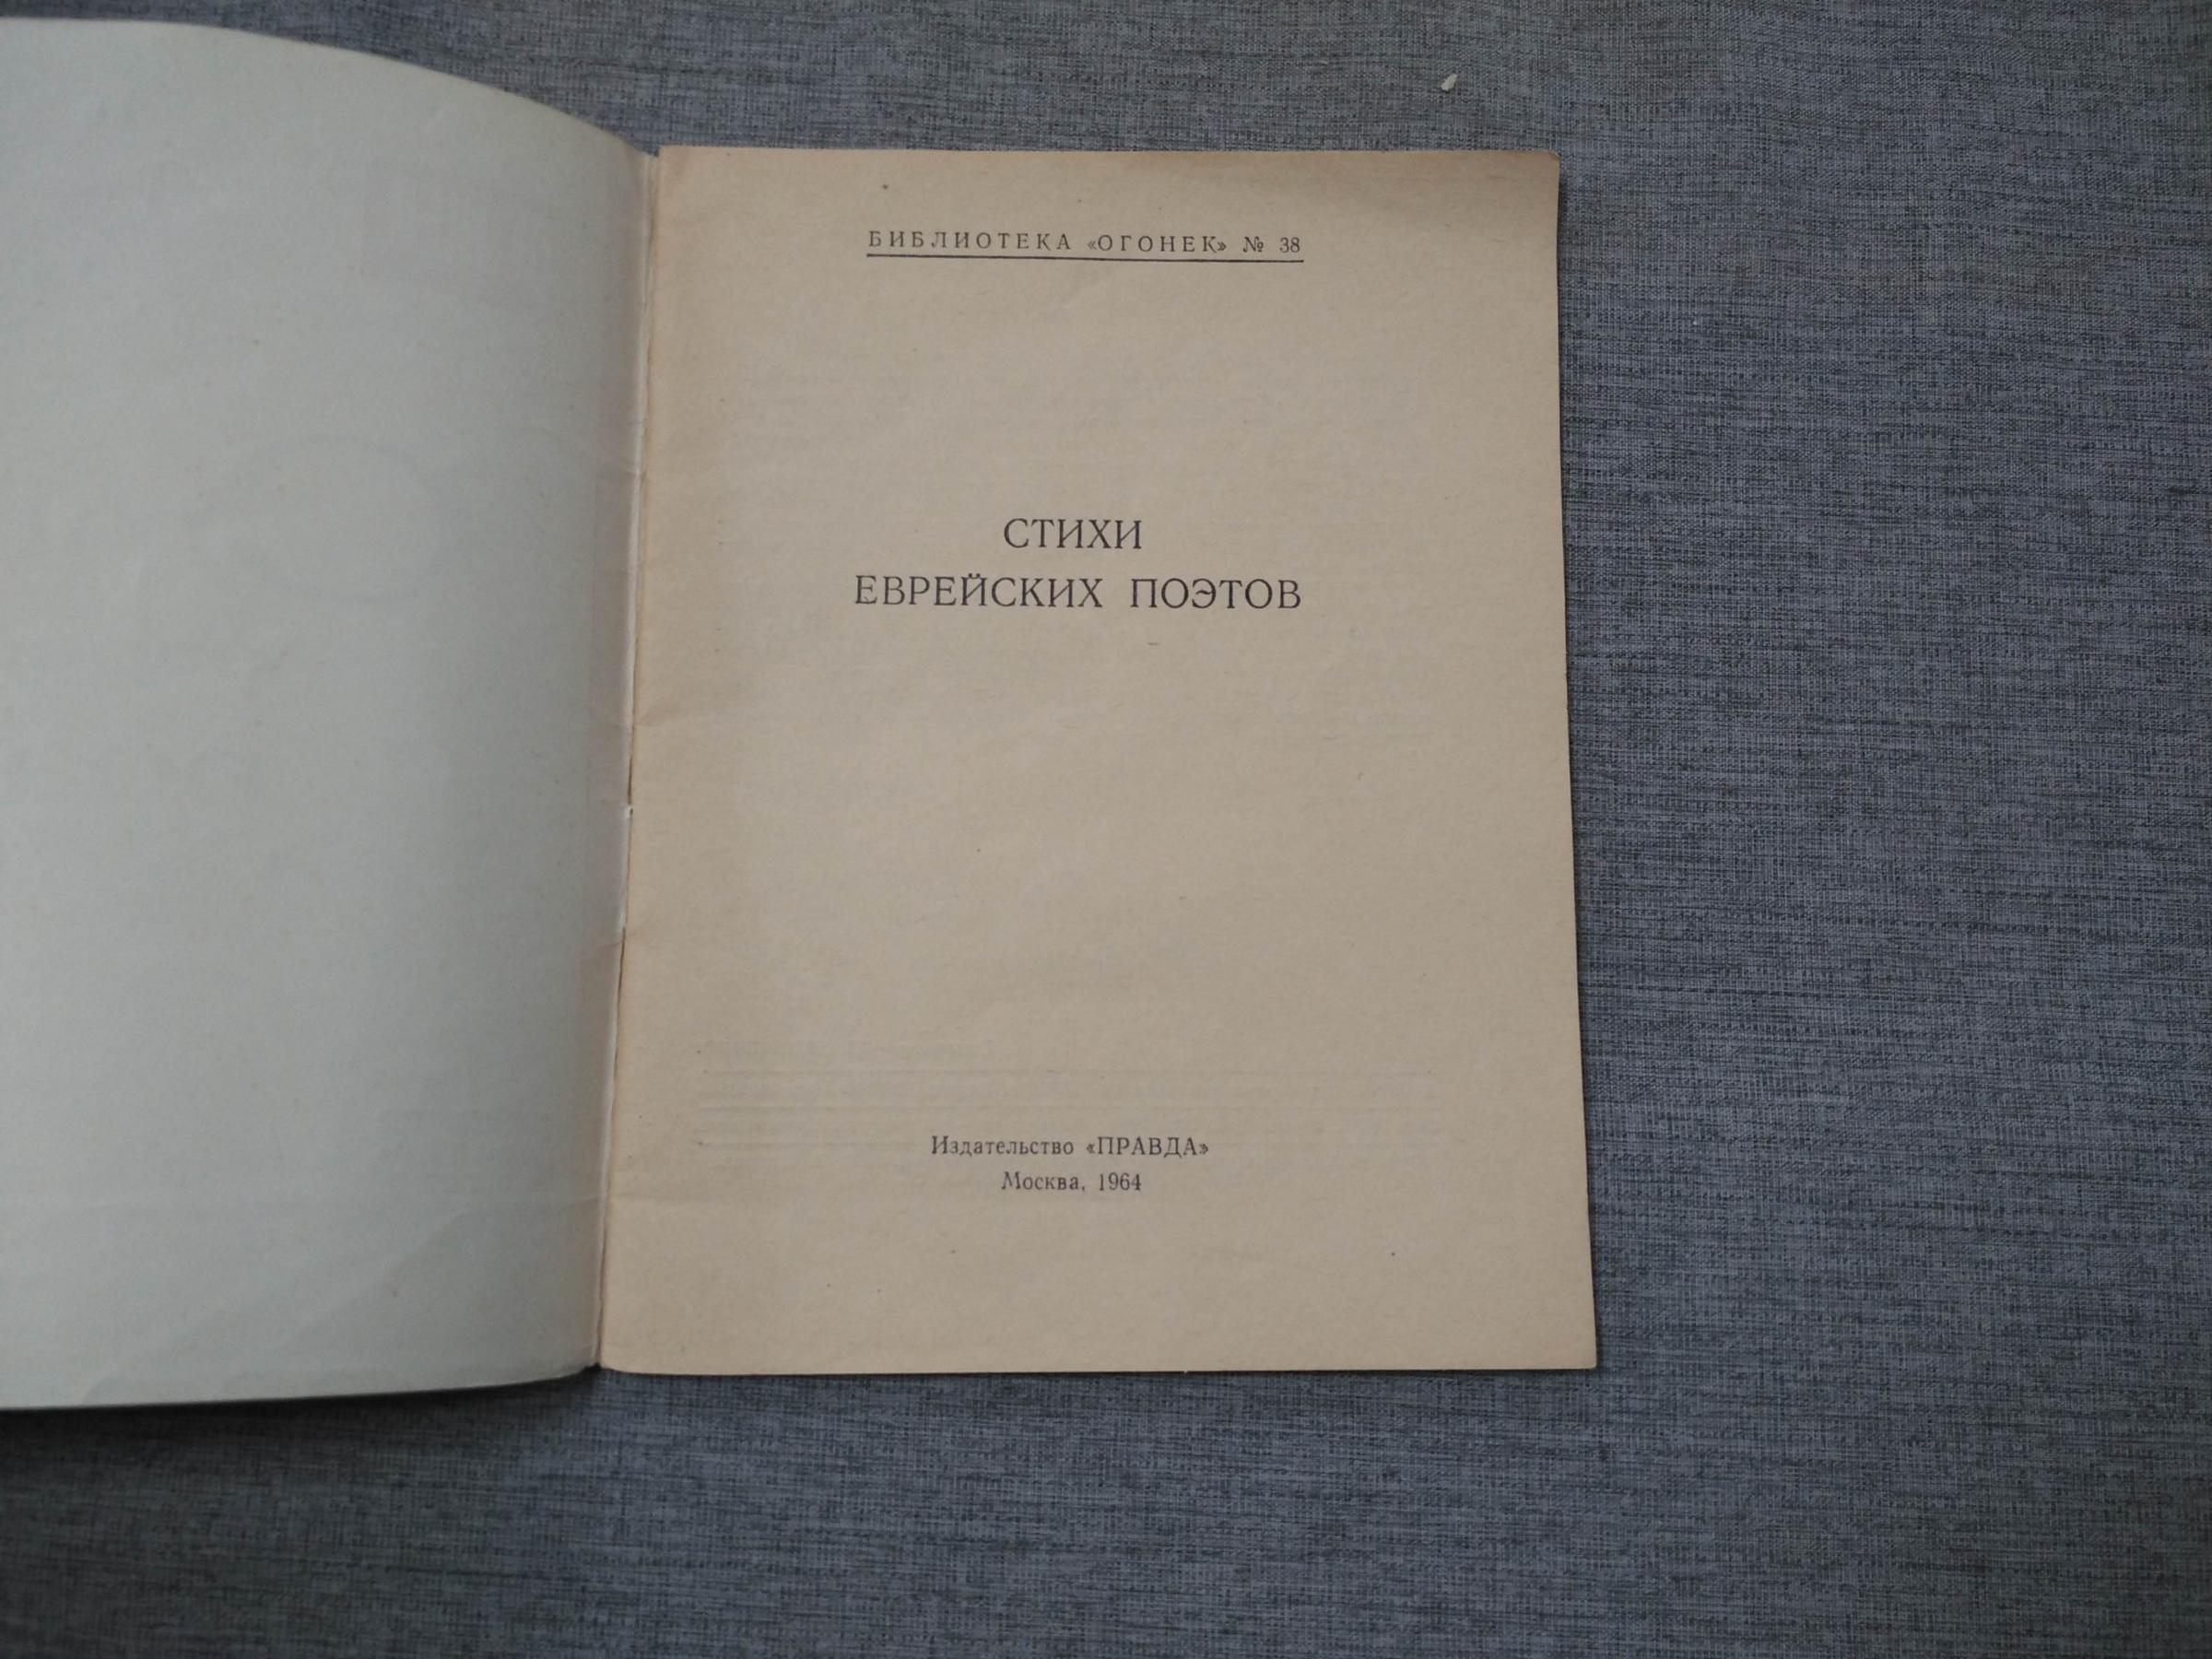 БИБЛИОТЕКА «ОГОНЕК» № 38
СТИХИ
ЕВРЕЙСКИХ ПОЭТОВ
Издательство «ПРАВДА»
Москва, 1964